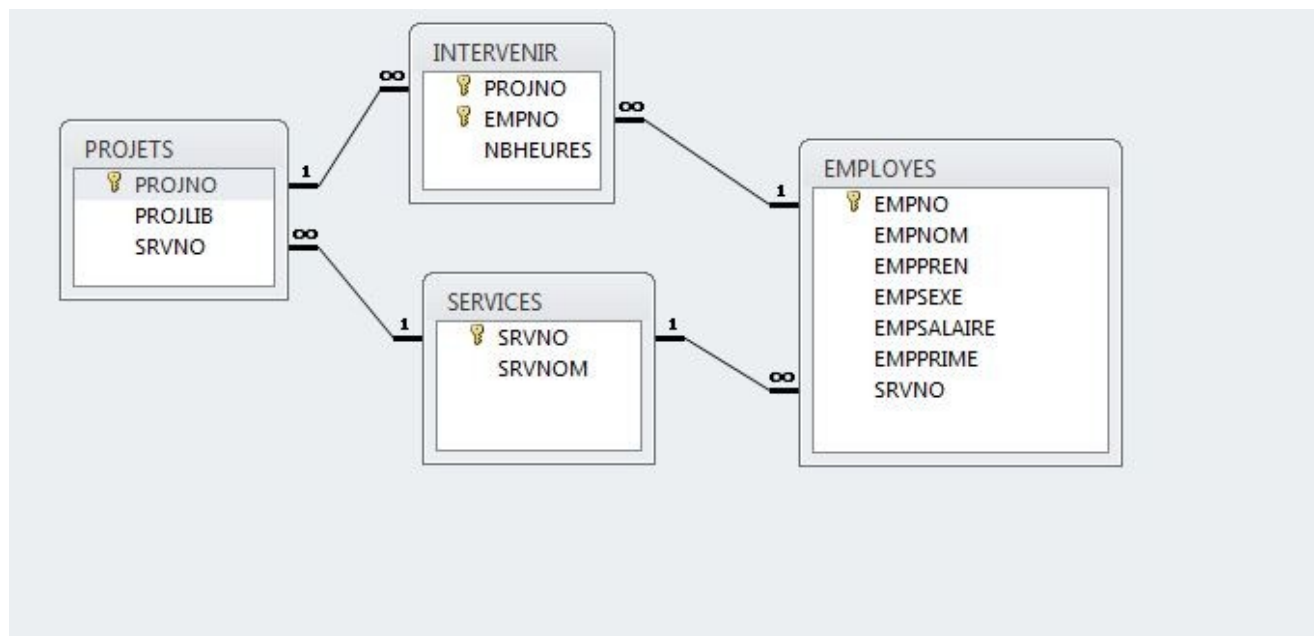 INTERVENIR
PROJNO
EMPNO
NBHEURES
PROJETS
PROJNO
PROJLIB
SRVNO
SERVICES
SRVNO
SRVNOM
EMPLOYES
EMPNO
EMPNOM
EMPPREN
EMPSEXE
EMPSALAIRE
EMPPRIME
SRVNO
1
∞
∞
1
∞
1
1
∞